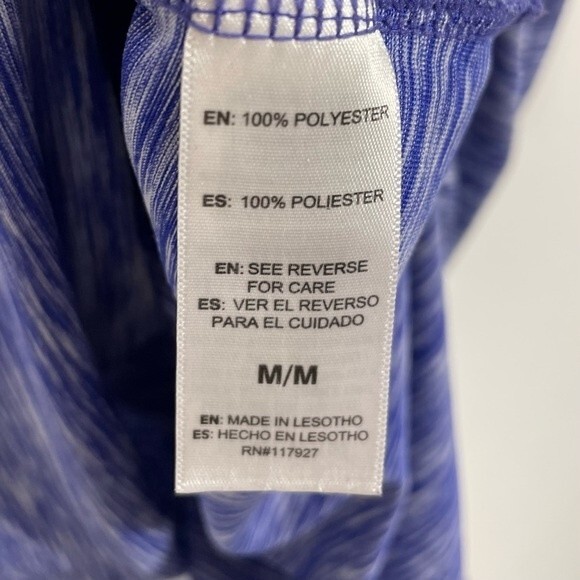 EN: 100% POLYESTER
ES: 100% POLIESTER
EN: SEE REVERSE
FOR CARE
ES: VER EL REVERSO
PARA EL CUIDADO
M/M
EN: MADE IN LESOTHO
ES: HECHO EN LESOTHO
RN#117927